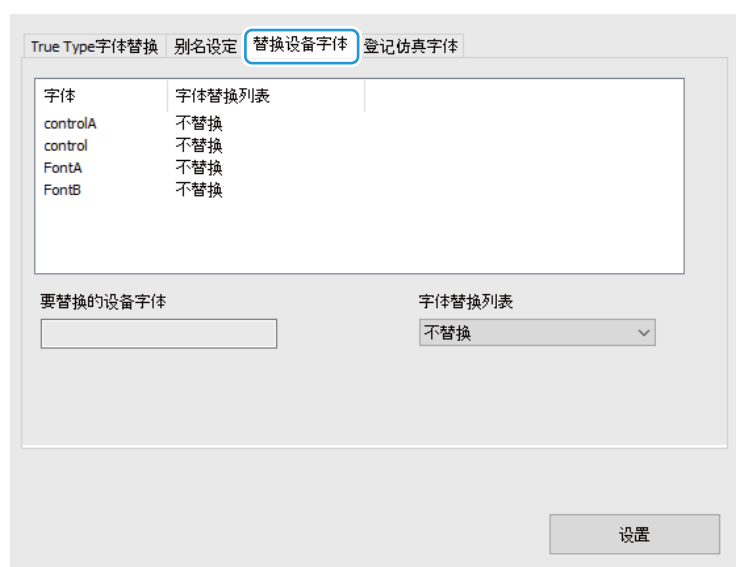 True Type字体替换 别名设定 替换设备字体 登记仿真字体
字体 字体替换列表
controlA 不替换
control 不替换
FontA 不替换
FontB 不替换
要替换的设备字体 字体替换列表
不替换
设置